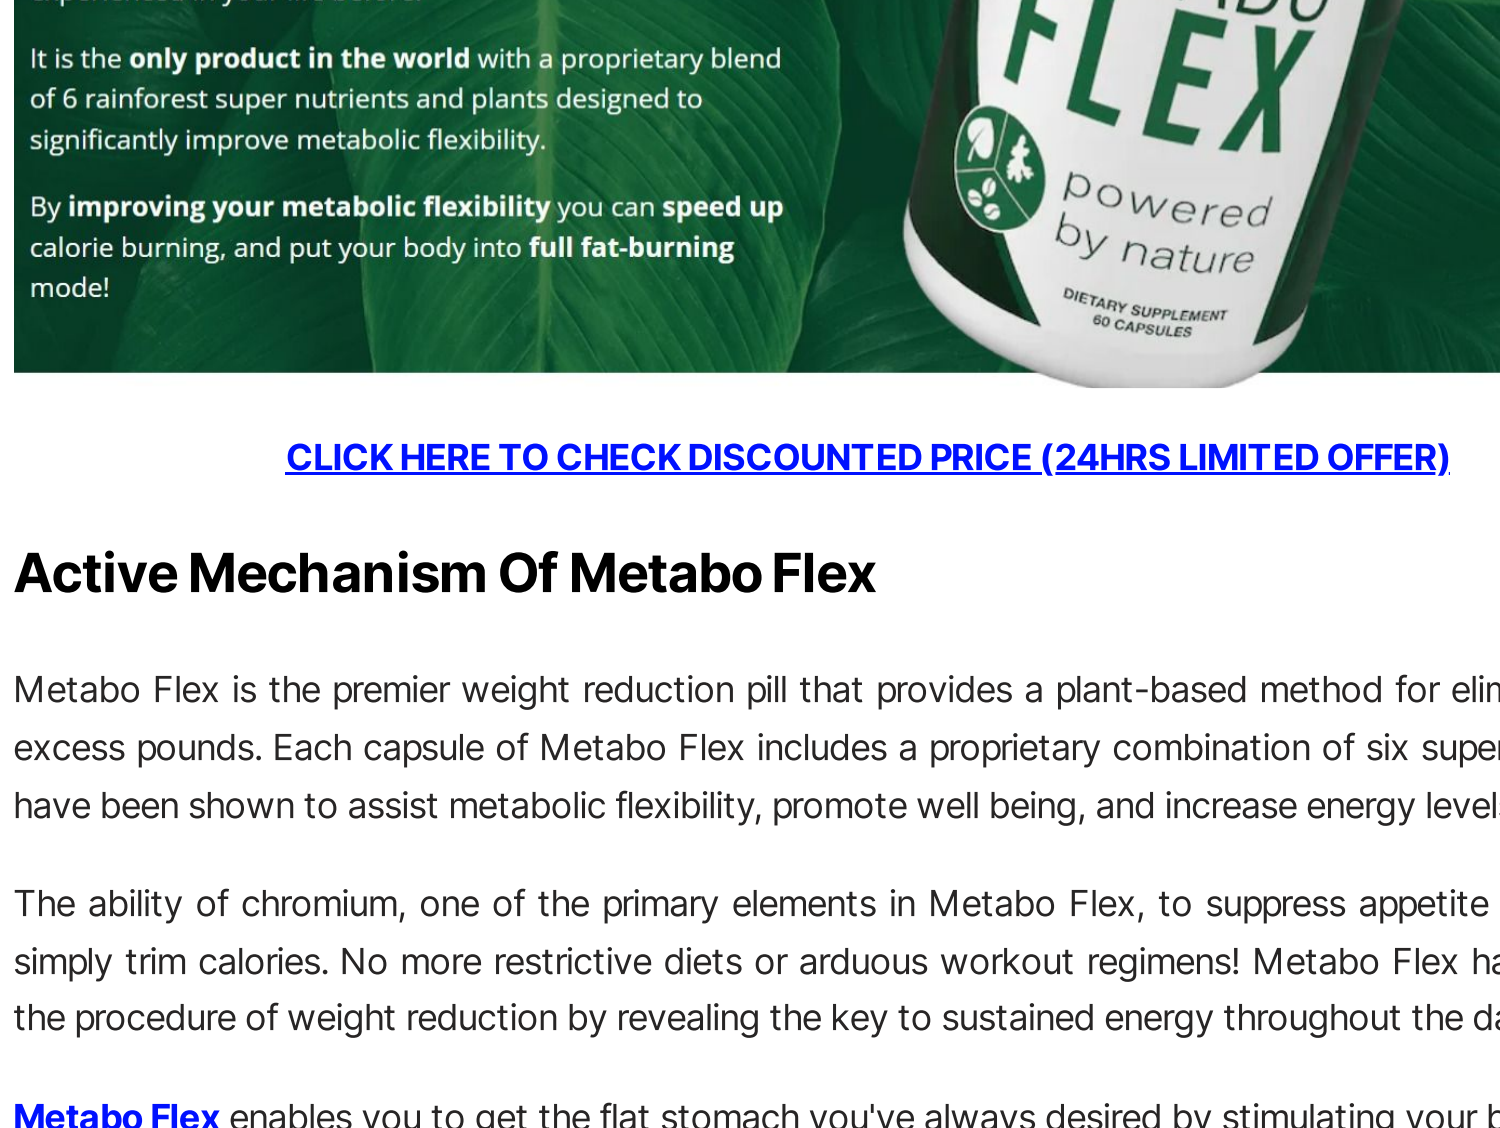 It is the only product in the world with a proprietary blend
of 6 rainforest super nutrients and plants designed to
significantly improve metabolic flexibility.
By improving your metabolic flexibility you can speed up
calorie burning, and put your body into full fat-burning
mode!
FLEX
powered
by nature
DIETARY SUPPLEMENT
60 CAPSULES
CLICK HERE TO CHECK DISCOUNTED PRICE (24HRS LIMITED OFFER)
Active Mechanism Of Metabo Flex
Metabo Flex is the premier weight reduction pill that provides a plant-based method for
excess pounds. Each capsule of Metabo Flex includes a proprietary combination of six
have been shown to assist metabolic flexibility, promote well being, and increase energy
The ability of chromium, one of the primary elements in Metabo Flex, to suppress appetite
simply trim calories. No more restrictive diets or arduous workout regimens! Metabo Flex
the procedure of weight reduction by revealing the key to sustained energy throughout the
Metabo Flex enables you to get the flat stomach you've always desired by stimulating your